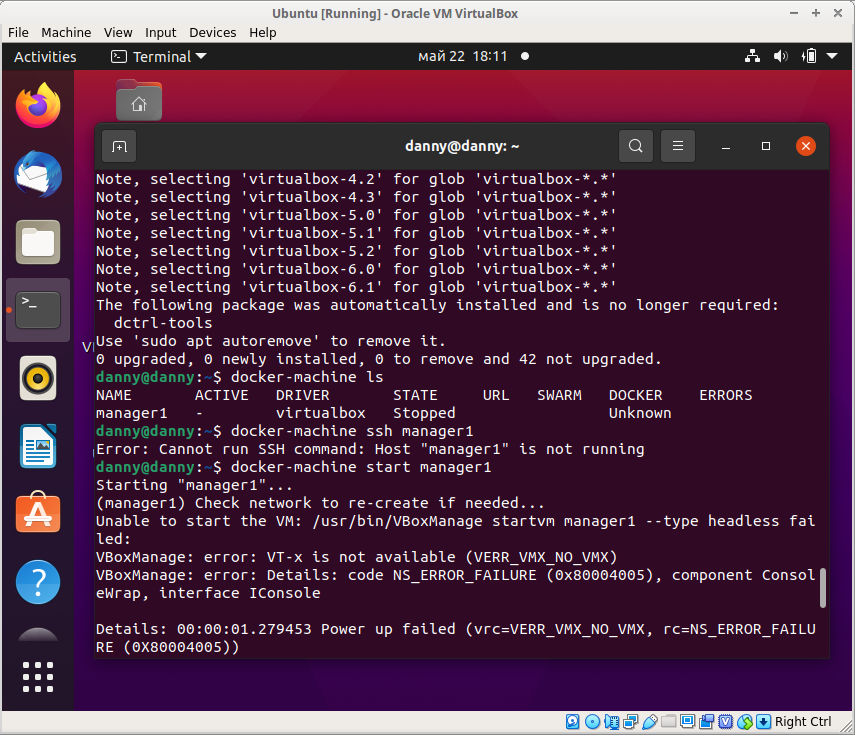 Ubuntu [Running] - Oracle VM VirtualBox
File Machine View Input Devices Help
Activities Terminal май 22 18:11
danny@danny: ~
Note, selecting 'virtualbox-4.2' for glob 'virtualbox-*.*'
Note, selecting 'virtualbox-4.3' for glob 'virtualbox-*.*'
Note, selecting 'virtualbox-5.0' for glob 'virtualbox-*.*'
Note, selecting 'virtualbox-5.1' for glob 'virtualbox-*.*'
Note, selecting 'virtualbox-5.2' for glob 'virtualbox-*.*'
Note, selecting 'virtualbox-6.0' for glob 'virtualbox-*.*'
Note, selecting 'virtualbox-6.1' for glob 'virtualbox-*.*'
The following package was automatically installed and is no longer required:
dctrl-tools
Use 'sudo apt autoremove' to remove it.
0 upgraded, 0 newly installed, 0 to remove and 42 not upgraded.
danny@danny:~$ docker-machine ls
NAME ACTIVE DRIVER STATE URL SWARM DOCKER ERRORS
manager1 - virtualbox Stopped Unknown
danny@danny:~$ docker-machine ssh manager1
Error: Cannot run SSH command: Host "manager1" is not running
danny@danny:~$ docker-machine start manager1
Starting "manager1"...
(manager1) Check network to re-create if needed...
Unable to start the VM: /usr/bin/VBoxManage startvm manager1 --type headless fai
led:
VBoxManage: error: VT-x is not available (VERR_VMX_NO_VMX)
VBoxManage: error: Details: code NS_ERROR_FAILURE (0x80004005), component Consol
eWrap, interface IConsole
Details: 00:00:01.279453 Power up failed (vrc=VERR_VMX_NO_VMX, rc=NS_ERROR_FAILU
RE (0X80004005))
Right Ctrl